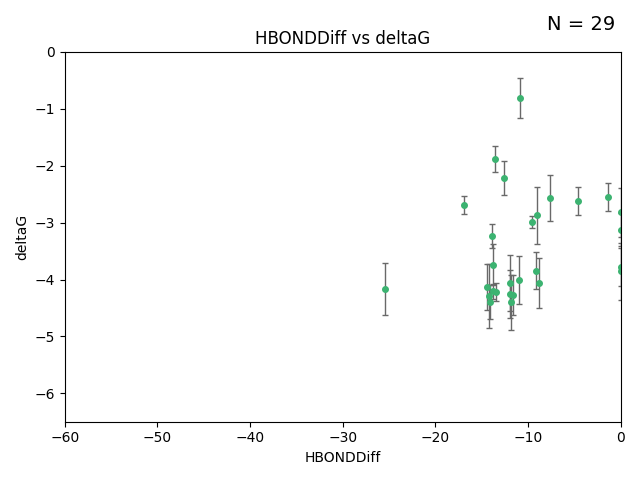 N = 29
HBONDDiff vs deltaG
0
−1
−2
−3
−4
−5
−6
deltaG
−60 −50 −40 −30 −20 −10 0
HBONDDiff